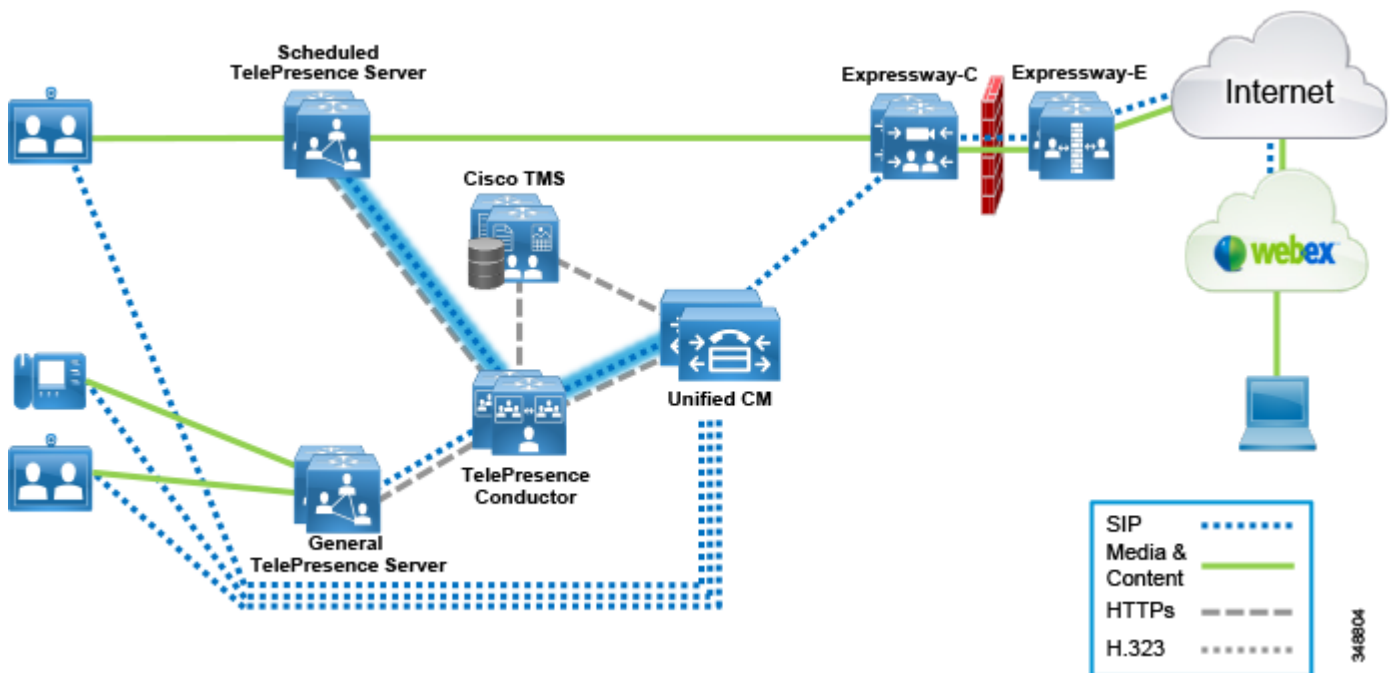 Scheduled
TelePresence Server
Expressway-C
Expressway-E
Internet
Cisco TMS
webex
Unified CM
TelePresence
Conductor
General
TelePresence Server
SIP
Media &
Content
HTTPs
H.323
348804